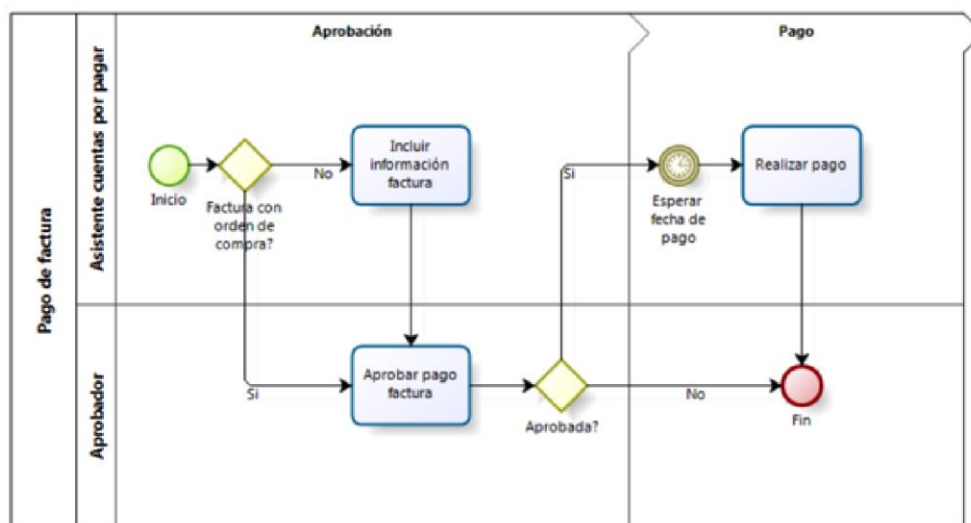 Aprobación
Pago
Pago de factura
Asistente cuentas por pagar
Inicio
Factura con
orden de
compra?
No
Incluir
información
factura
Si
Esperar
fecha de
pago
Realizar pago
Aprobador
Si
Aprobar pago
factura
Aprobada?
No
Fin